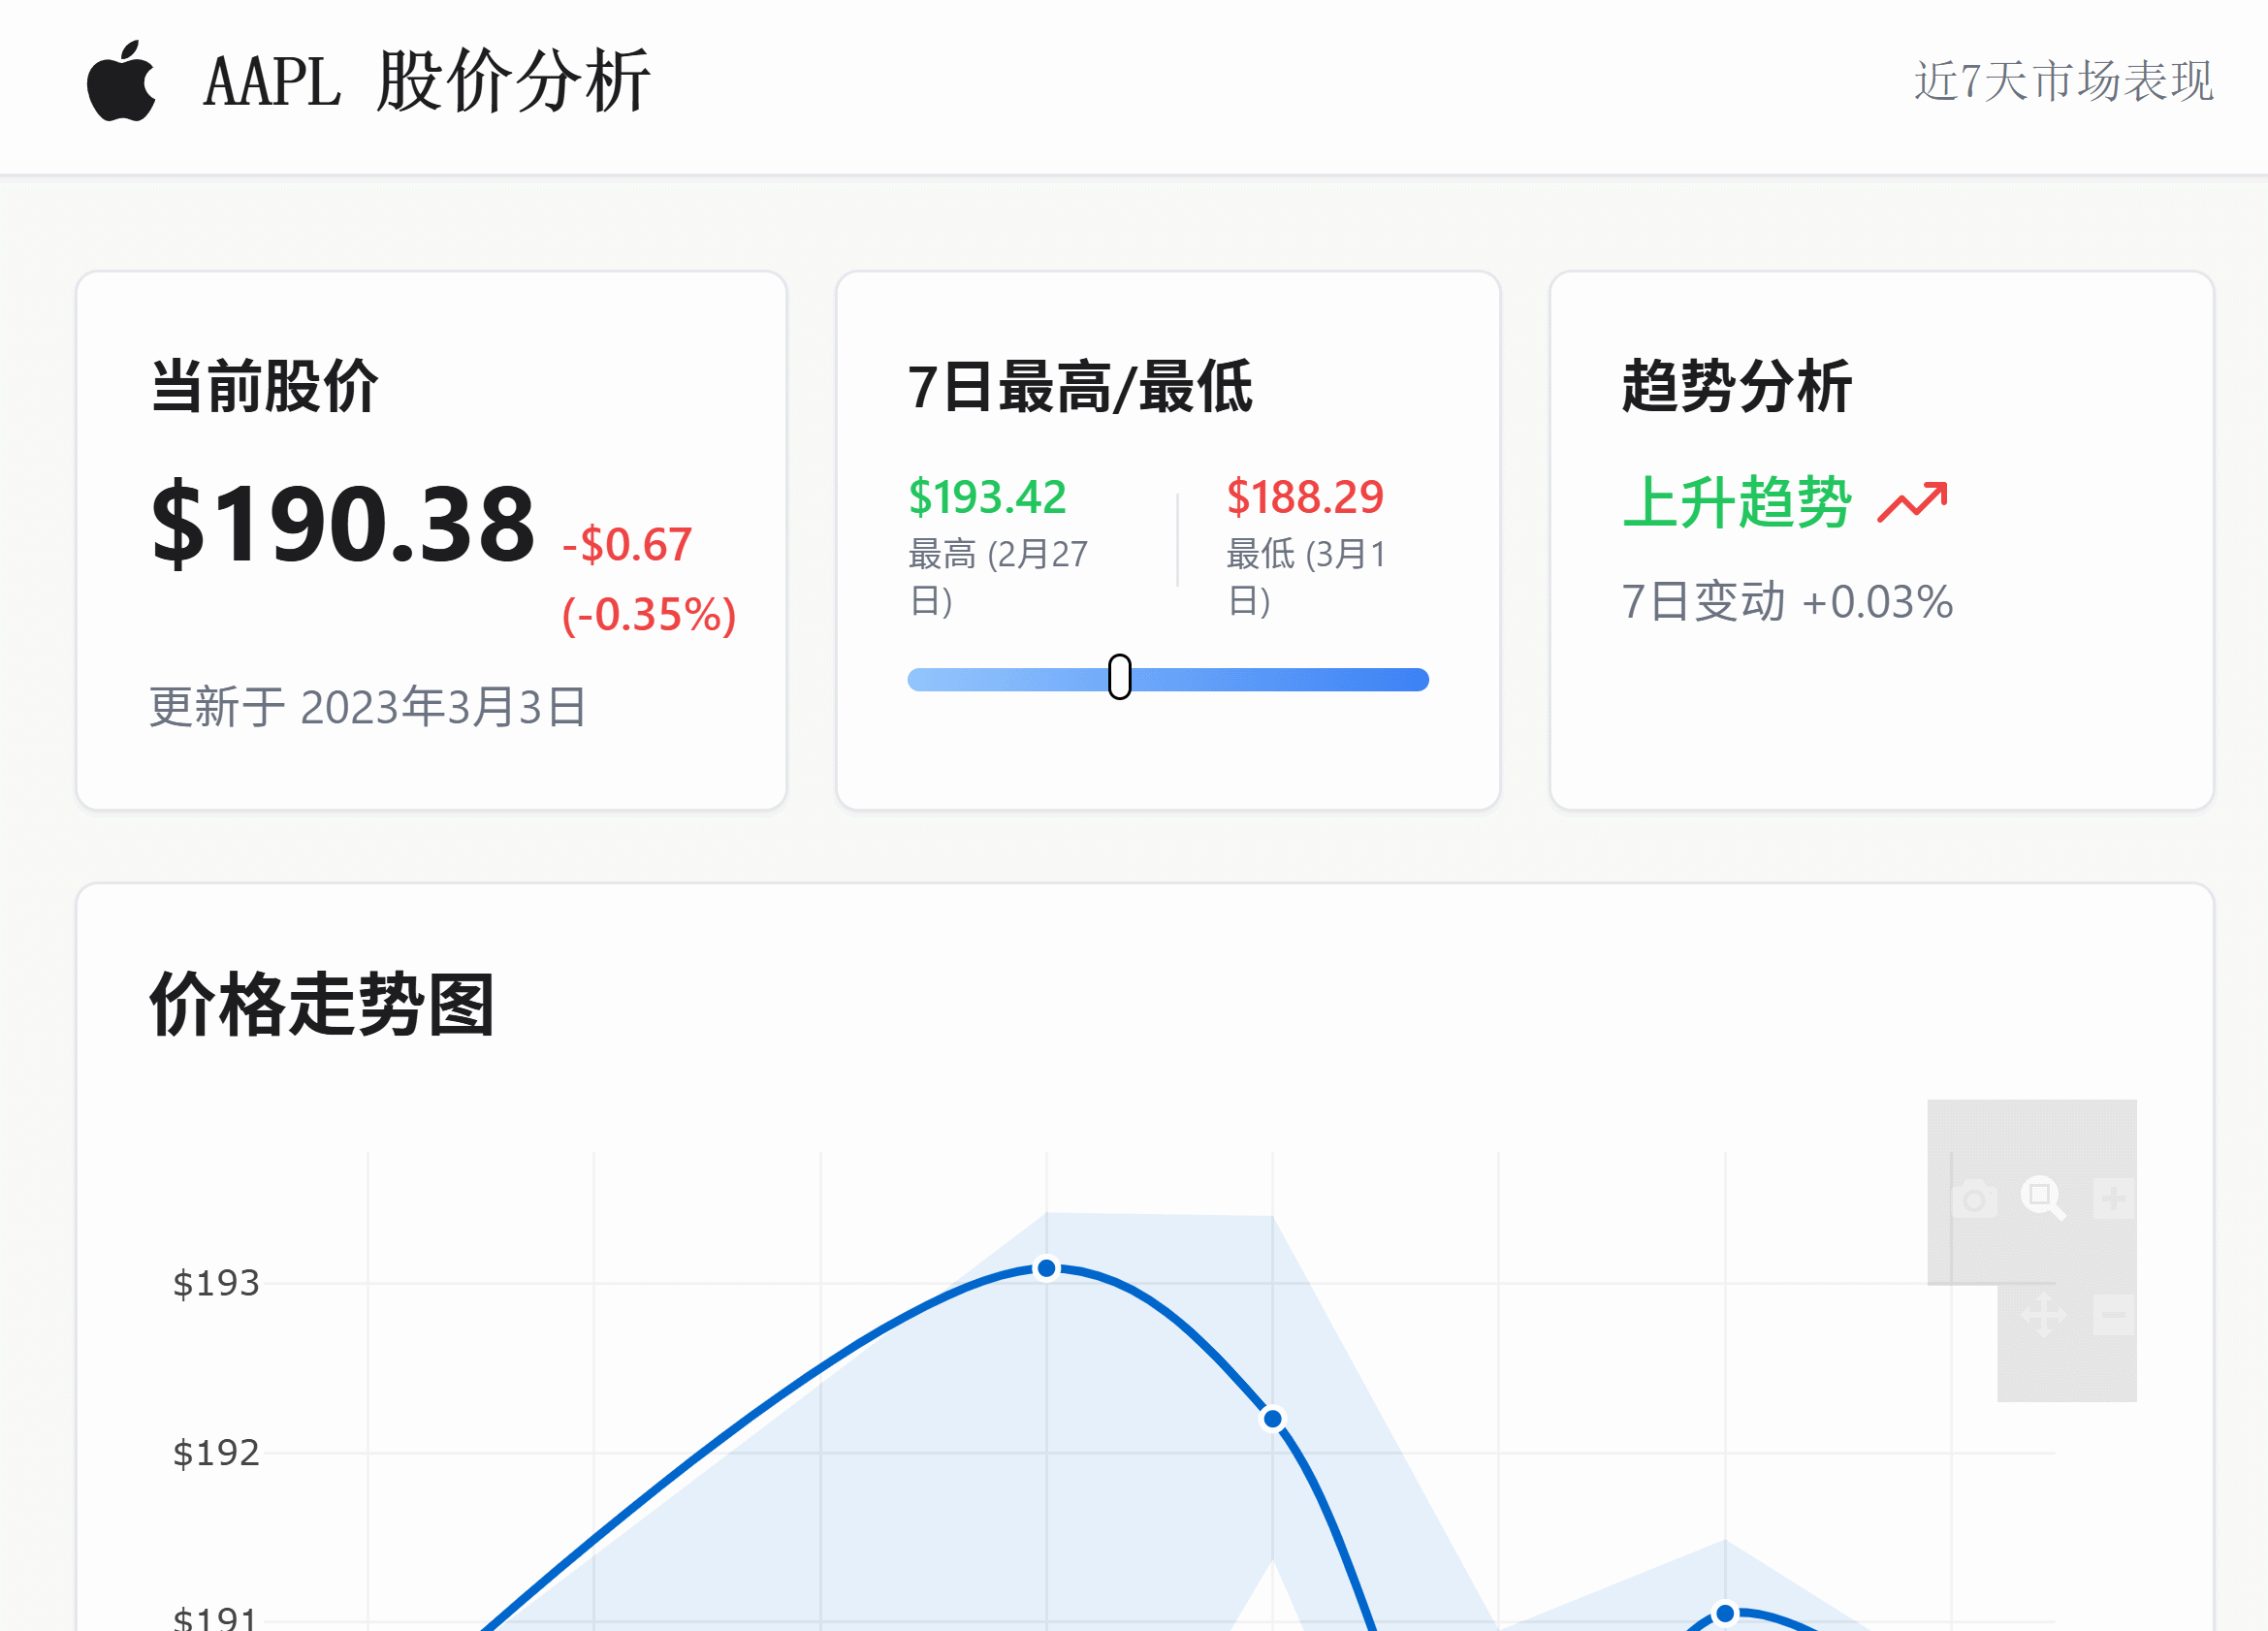 AAPL 股价分析
近7天市场表现
当前股价
$190.38 -$0.67
(-0.35%)
更新于 2023年3月3日
7日最高/最低
$193.42
最高 (2月27
日)
$188.29
最低 (3月1
日)
趋势分析
上升趋势
7日变动 +0.03%
价格走势图
$193
$192
$191